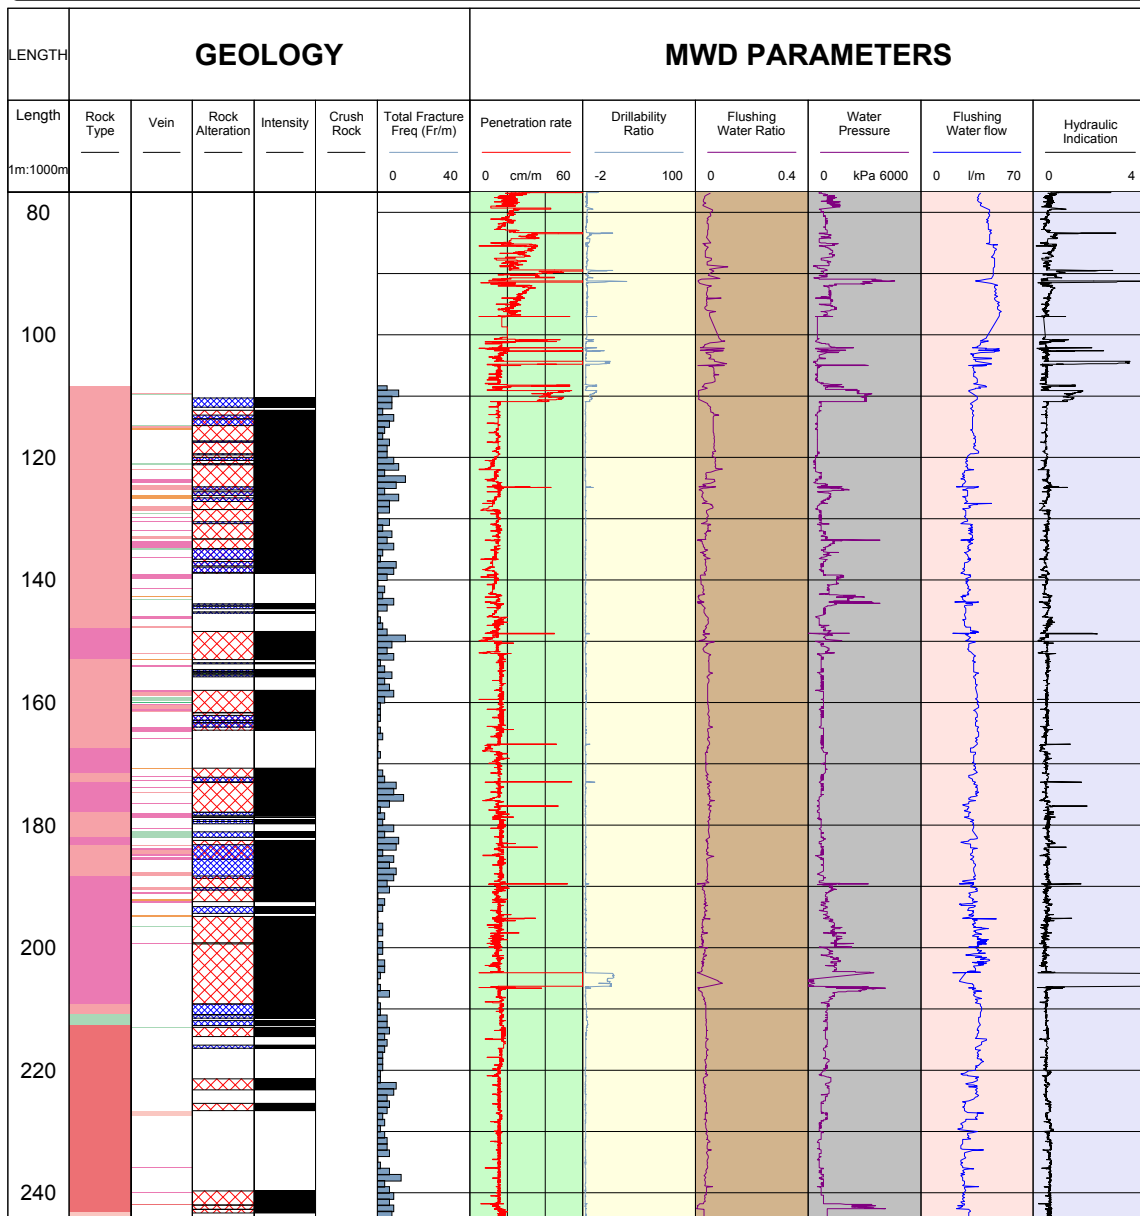 LENGTH
GEOLOGY
MWD PARAMETERS
Length
1m:1000m
Rock
Type
Vein
Rock
Alteration
Intensity
Crush
Rock
Total Fracture
Freq (Fr/m)
0 40
Penetration rate
0 cm/m 60
Drillability
Ratio
-2 100
Flushing
Water Ratio
0 0.4
Water
Pressure
0 kPa 6000
Flushing
Water flow
0 l/m 70
Hydraulic
Indication
0 4
80
100
120
140
160
180
200
220
240